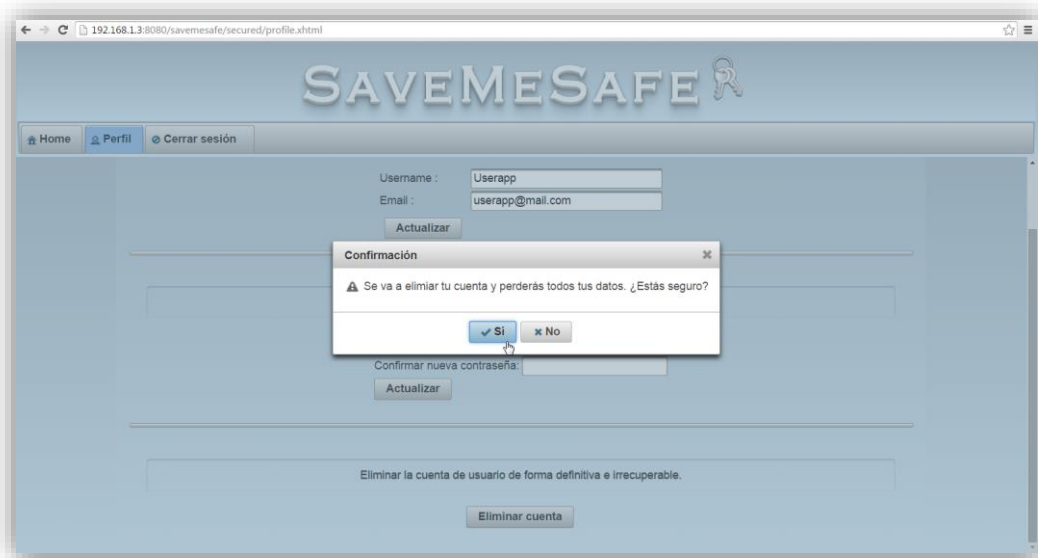 192.168.1.3:8080/savemesafe/secured/profile.xhtml
SAVEMESAFE
Home Perfil Cerrar sesión
Username : Userapp
Email : userapp@mail.com
Actualizar
Confirmación
Se va a elimiar tu cuenta y perderás todos tus datos. ¿Estás seguro?
Si No
Confirmar nueva contraseña:
Actualizar
Eliminar la cuenta de usuario de forma definitiva e irrecuperable.
Eliminar cuenta